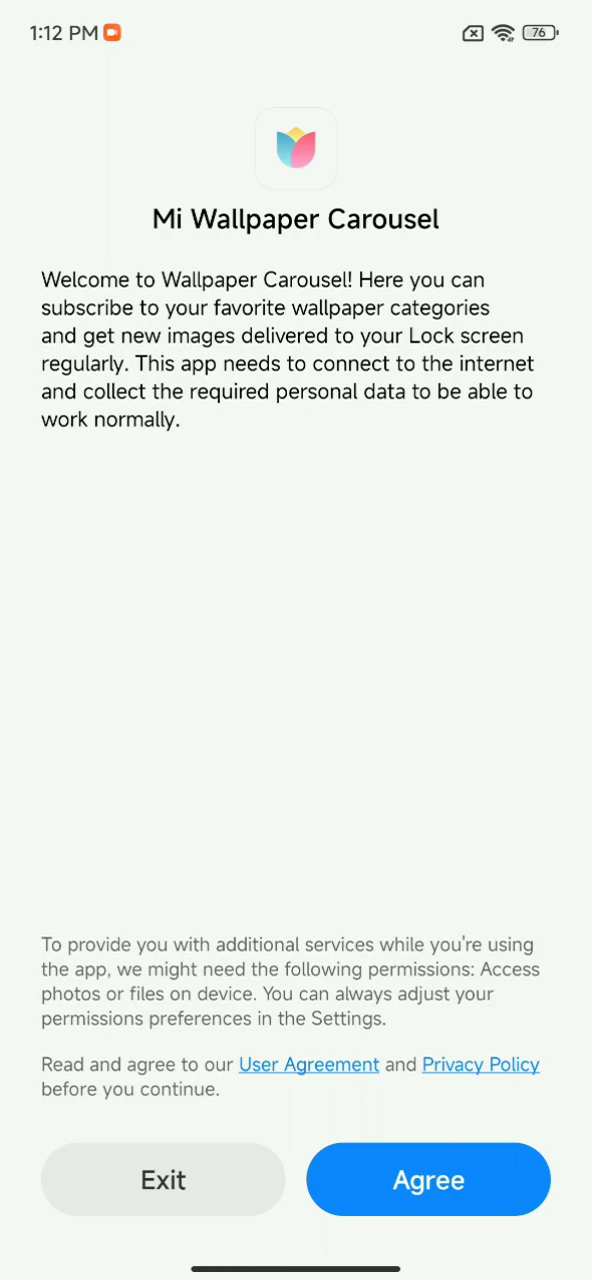 1:12 PM
76
Mi Wallpaper Carousel
Welcome to Wallpaper Carousel! Here you can
subscribe to your favorite wallpaper categories
and get new images delivered to your Lock screen
regularly. This app needs to connect to the internet
and collect the required personal data to be able to
work normally.
To provide you with additional services while you're using
the app, we might need the following permissions: Access
photos or files on device. You can always adjust your
permissions preferences in the Settings.
Read and agree to our User Agreement and Privacy Policy
before you continue.
Exit
Agree